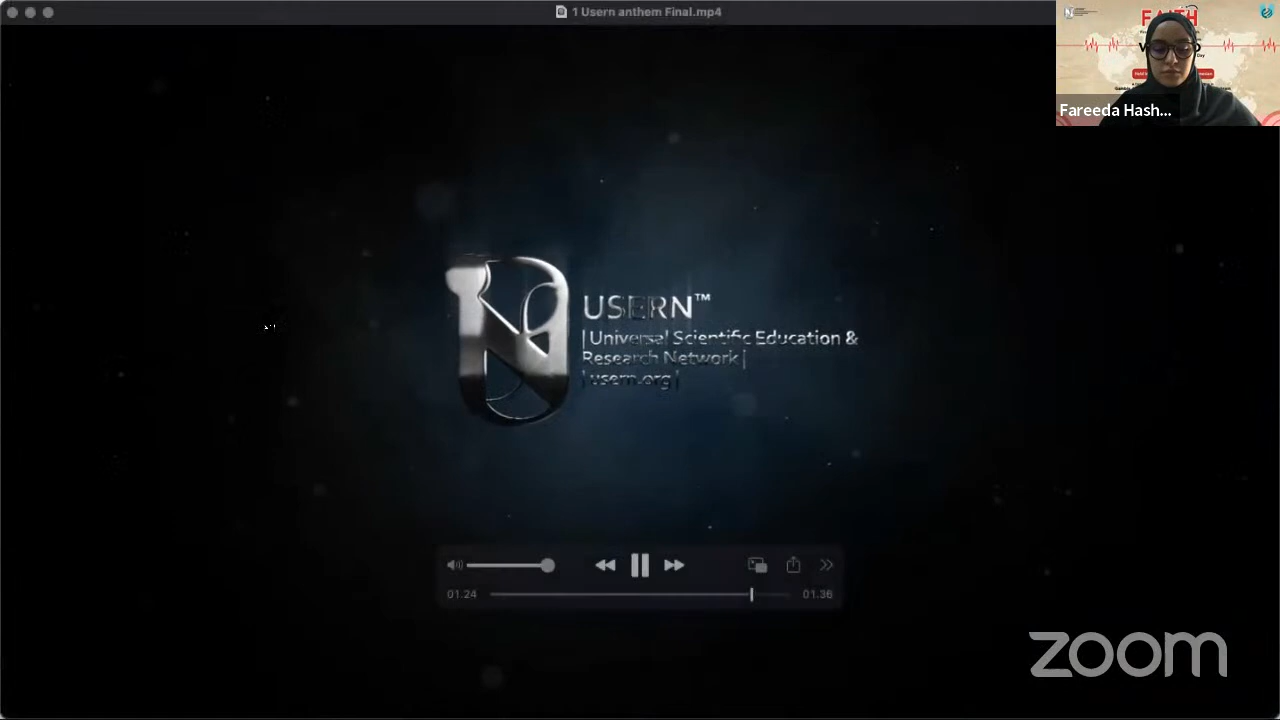 1 Usern anthem Final.mp4
FAITH
Fareeda Hash...
USERN™
|Universal Scientific Education &
Research Network|
|usern.org|
01.24
01.36
zoom